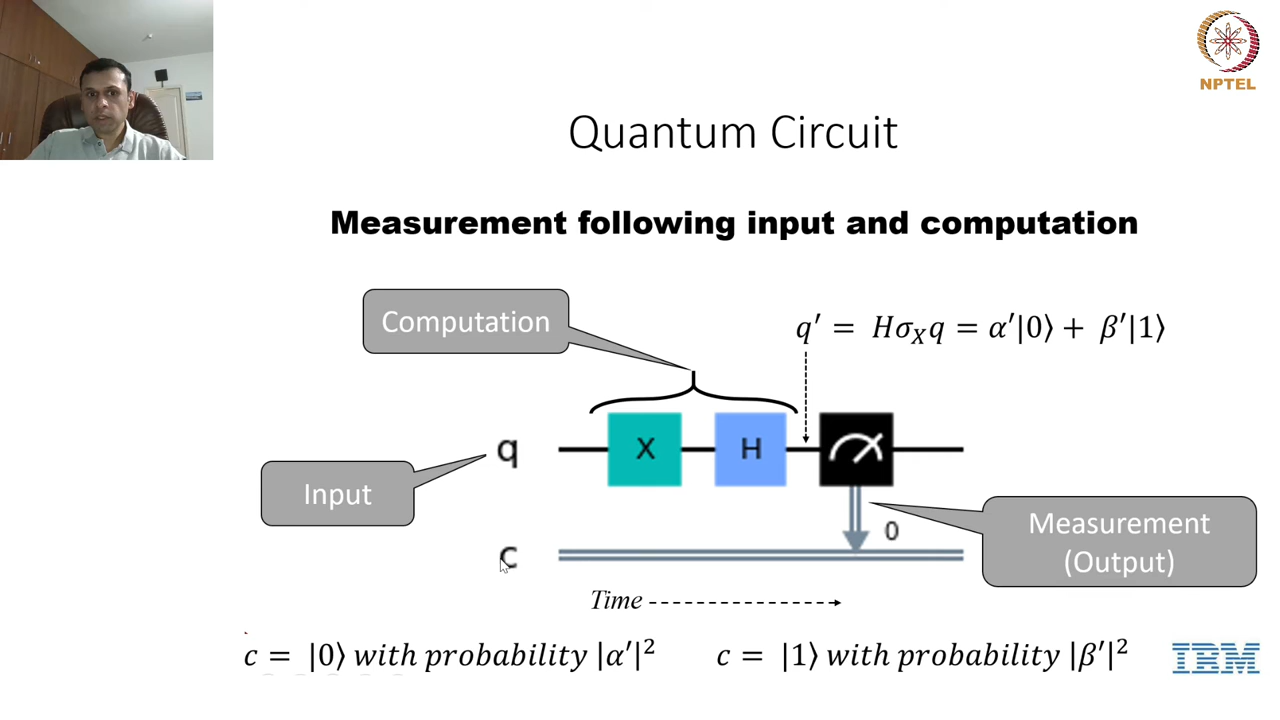 NPTEL
Quantum Circuit
Measurement following input and computation
Computation
q′ = Hσ_X q = α′|0⟩ + β′|1⟩
X
H
q
Input
0
Measurement
(Output)
c
Time
c = |0⟩ with probability |α′|²
c = |1⟩ with probability |β′|²
IBM